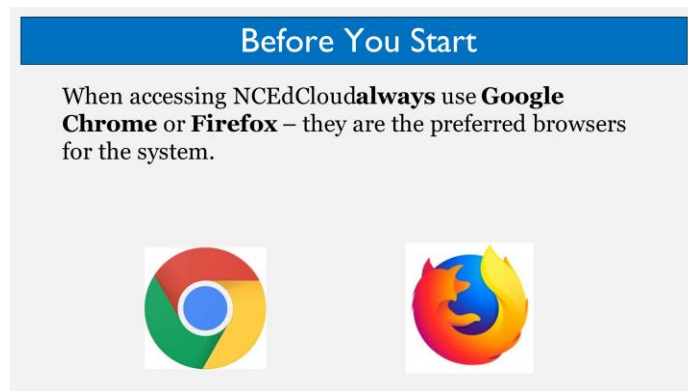 Before You Start
When accessing NCEdCloudalways use Google
Chrome or Firefox – they are the preferred browsers
for the system.